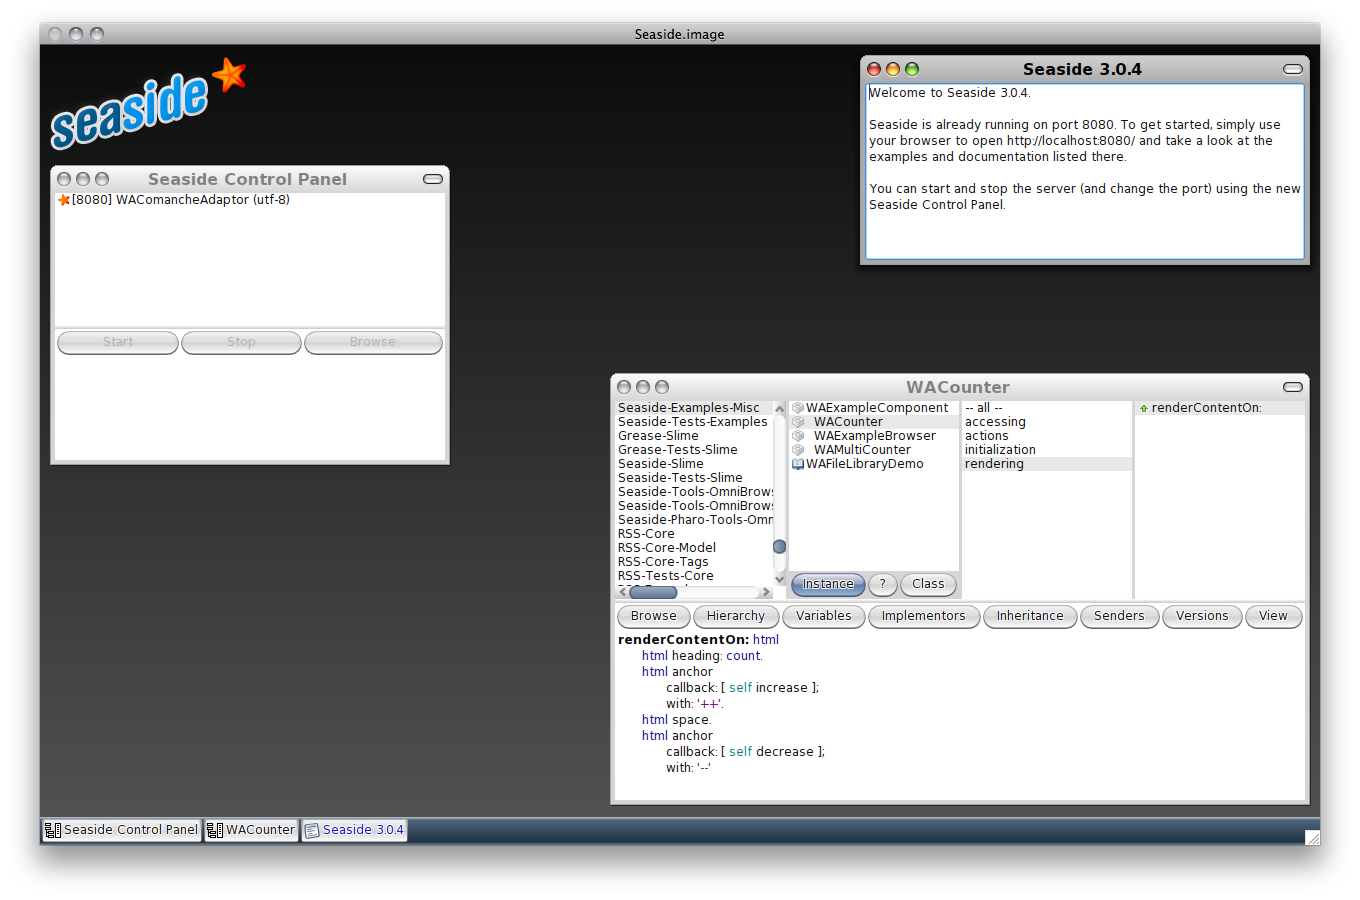 Seaside.image
seaside
Seaside 3.0.4
Welcome to Seaside 3.0.4.
Seaside is already running on port 8080. To get started, simply use
your browser to open http://localhost:8080/ and take a look at the
examples and documentation listed there.
You can start and stop the server (and change the port) using the new
Seaside Control Panel.
Seaside Control Panel
[8080] WAComancheAdaptor (utf-8)
Start Stop Browse
WACounter
Seaside-Examples-Misc
Seaside-Tests-Examples
Grease-Slime
Grease-Tests-Slime
Seaside-Slime
Seaside-Tests-Slime
Seaside-Tools-OmniBrows
Seaside-Tools-OmniBrows
Seaside-Pharo-Tools-Omn
RSS-Core
RSS-Core-Model
RSS-Core-Tags
RSS-Tests-Core
WAExampleComponent
WACounter
WAExampleBrowser
WAMultiCounter
WAFileLibraryDemo
Instance ? Class
-- all --
accessing
actions
initialization
rendering
renderContentOn:
Browse Hierarchy Variables Implementors Inheritance Senders Versions View
renderContentOn: html
html heading: count.
html anchor
callback: [ self increase ];
with: '++'.
html space.
html anchor
callback: [ self decrease ];
with: '--'
Seaside Control Panel WACounter Seaside 3.0.4